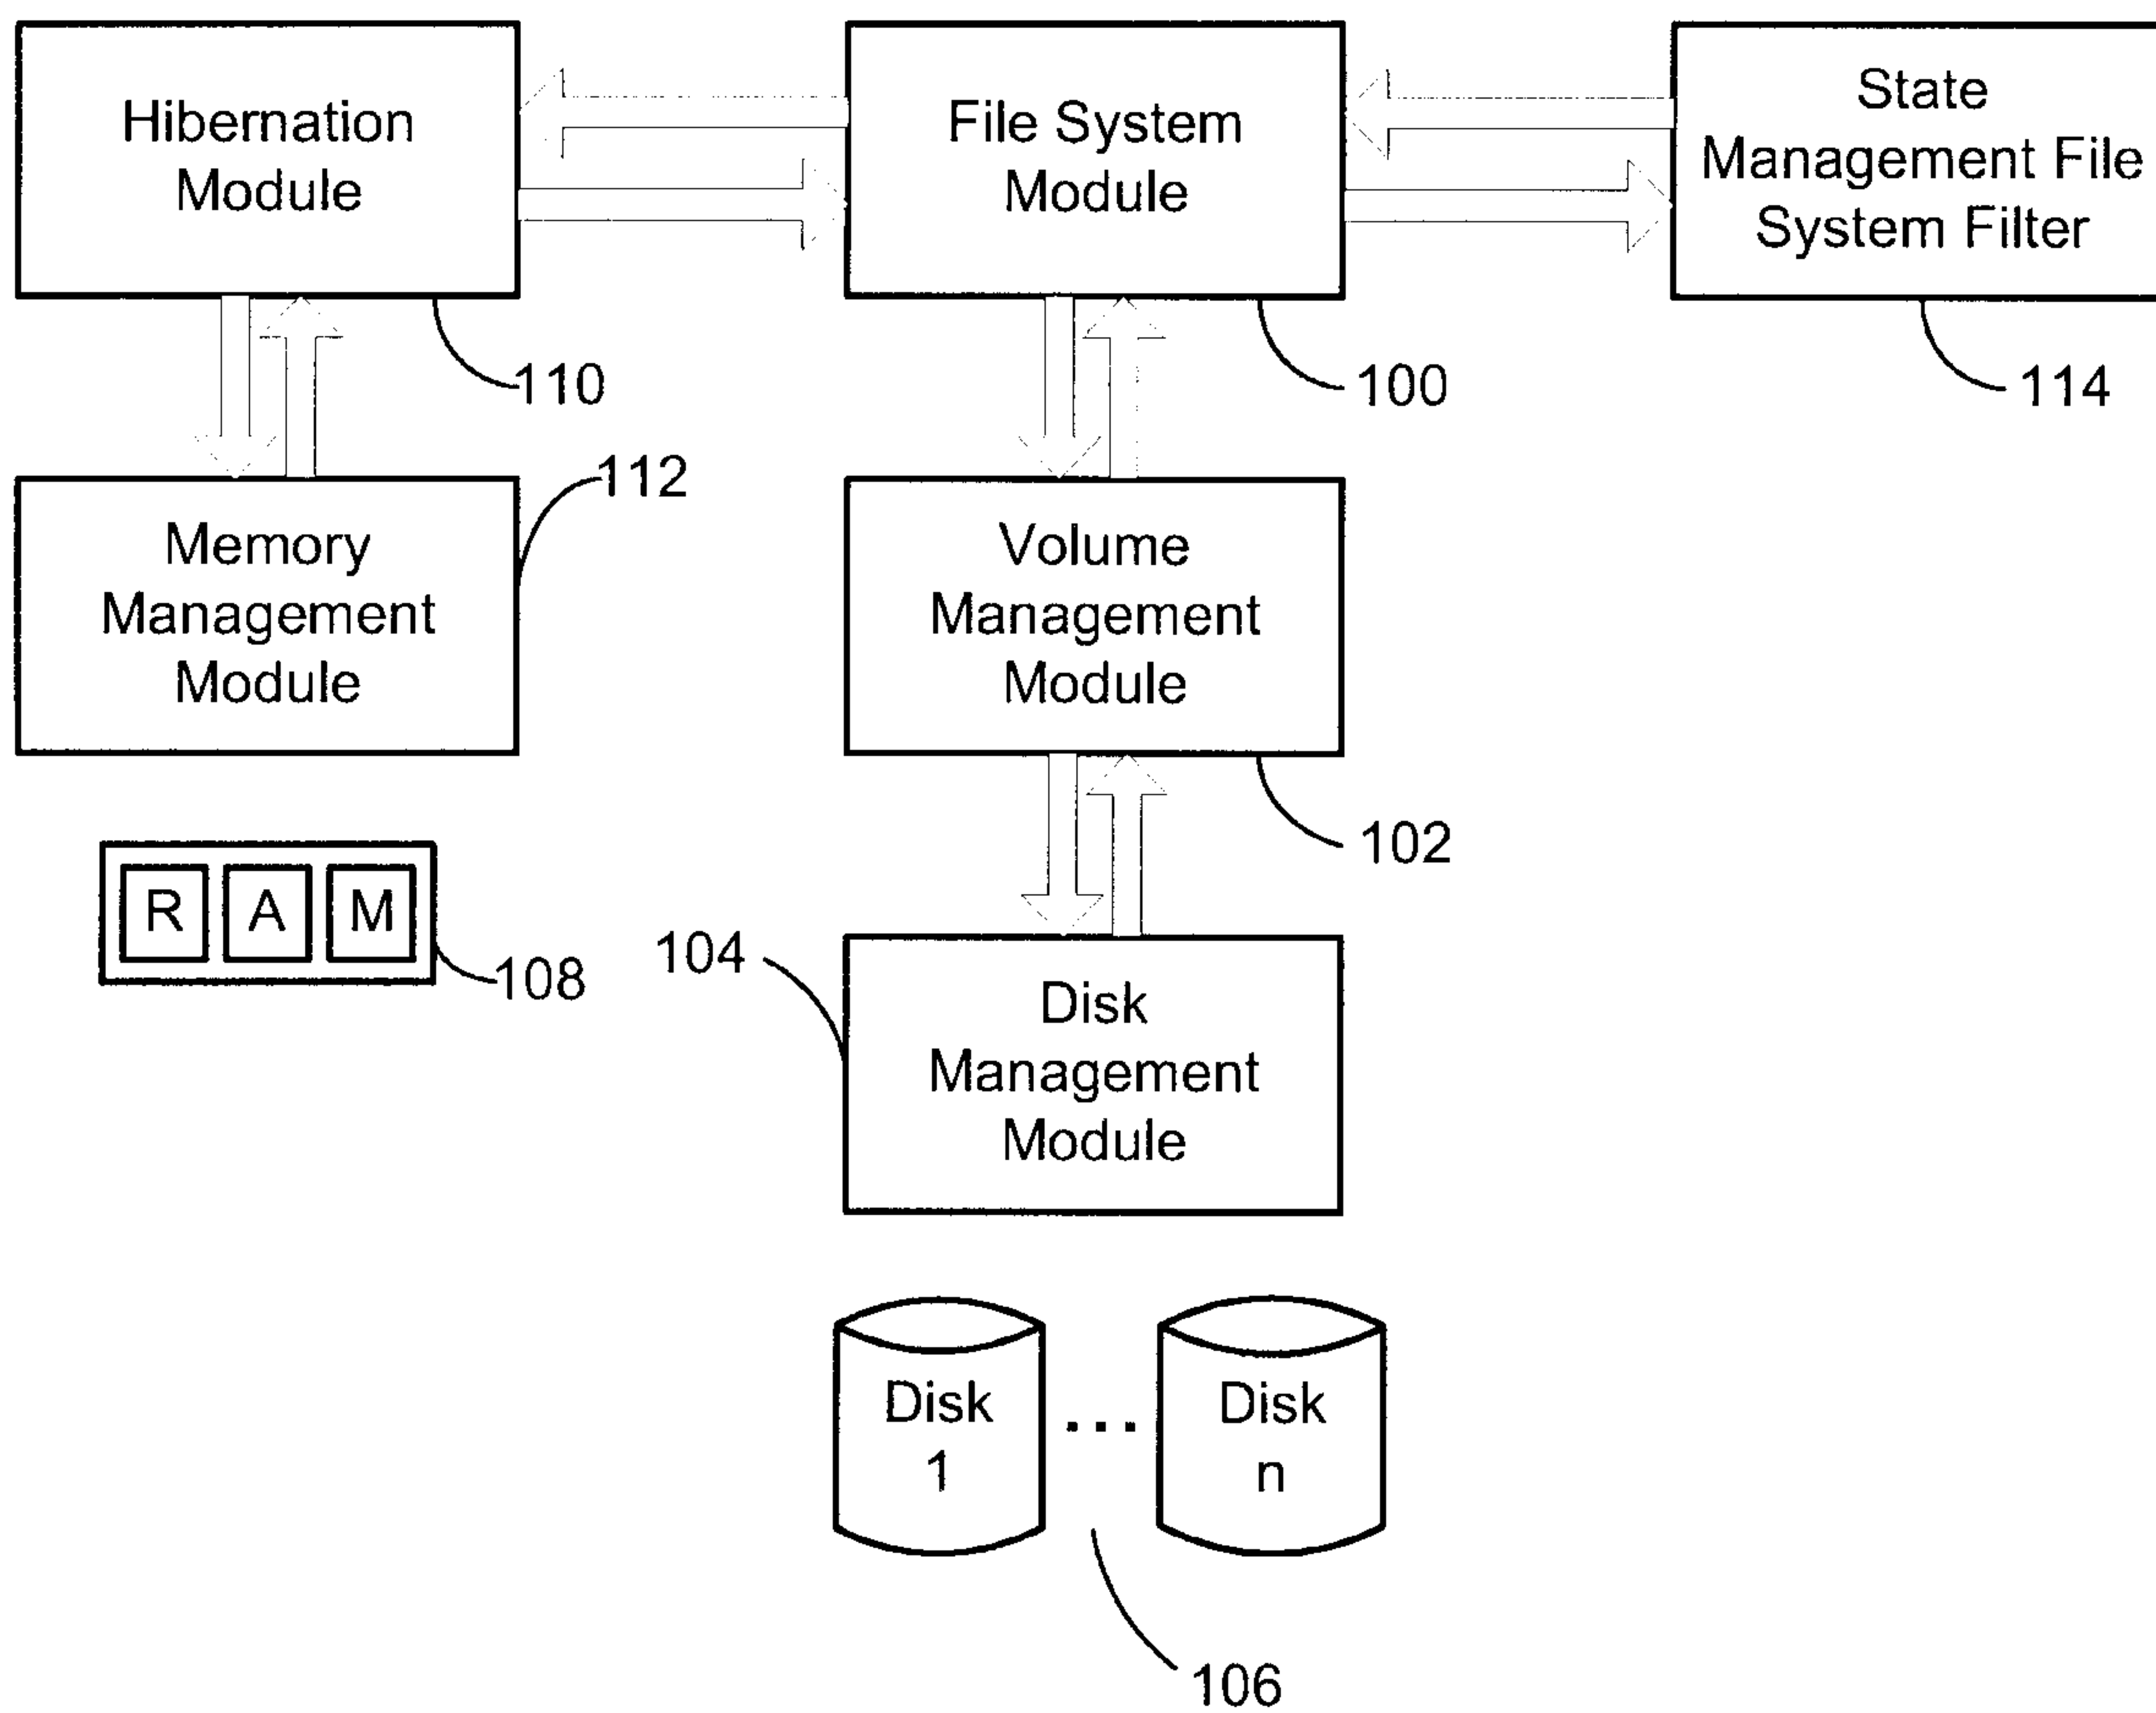 Hibernation
Module
File System
Module
State
Management File
System Filter
110
100
114
112
Memory
Management
Module
Volume
Management
Module
102
R A M
108
104
Disk
Management
Module
Disk
1
...
Disk
n
106